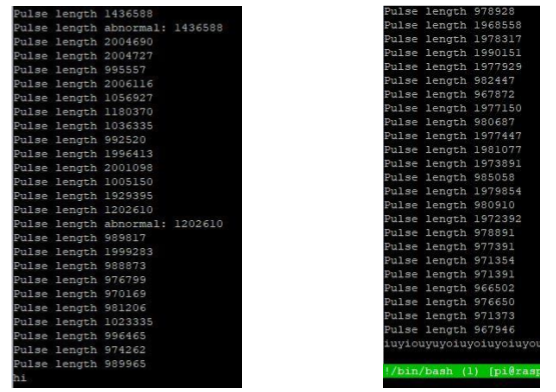 Pulse length 1436588
Pulse length abnormal: 1436588
Pulse length 2004690
Pulse length 2004727
Pulse length 995557
Pulse length 2006116
Pulse length 1056927
Pulse length 1180370
Pulse length 1036335
Pulse length 992520
Pulse length 1996413
Pulse length 2001098
Pulse length 1005150
Pulse length 1929395
Pulse length 1202610
Pulse length abnormal: 1202610
Pulse length 989817
Pulse length 1999283
Pulse length 988873
Pulse length 976799
Pulse length 970169
Pulse length 981206
Pulse length 1023335
Pulse length 996465
Pulse length 974262
Pulse length 989965
hi
Pulse length 978928
Pulse length 1968558
Pulse length 1978317
Pulse length 1990151
Pulse length 1977929
Pulse length 982447
Pulse length 967872
Pulse length 1977150
Pulse length 980687
Pulse length 1977447
Pulse length 1981077
Pulse length 1973891
Pulse length 985058
Pulse length 1979854
Pulse length 980910
Pulse length 1972392
Pulse length 978891
Pulse length 977391
Pulse length 971354
Pulse length 971391
Pulse length 966502
Pulse length 976650
Pulse length 971373
Pulse length 967946
iuyiouyuyoiuyoiuyoiuyou
!/bin/bash (1) [pi@rasp